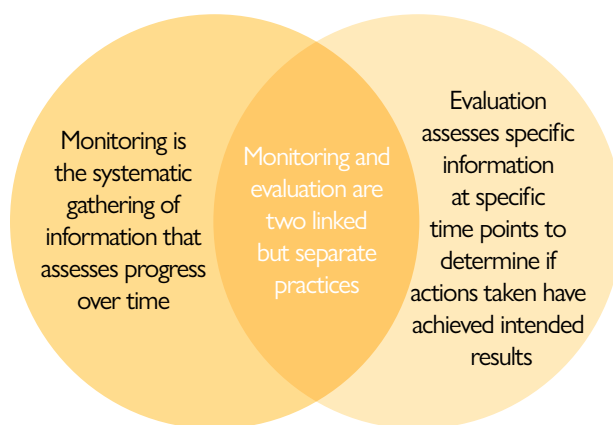 Monitoring is
the systematic
gathering of
information that
assesses progress
over time
Monitoring and
evaluation are
two linked
but separate
practices
Evaluation
assesses specific
information
at specific
time points to
determine if
actions taken have
achieved intended
results